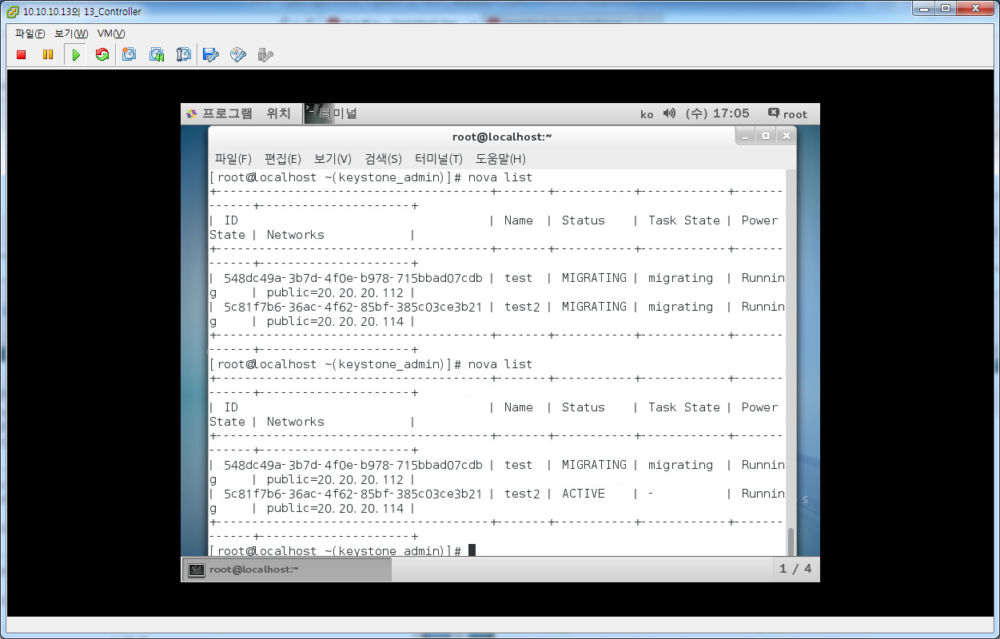 10.10.10.13의 13_Controller
파일(F) 보기(W) VM(V)
프로그램 위치 터미널 ko (수) 17:05 root
root@localhost:~
파일(F) 편집(E) 보기(V) 검색(S) 터미널(T) 도움말(H)
[root@localhost ~(keystone_admin)]# nova list
+--------------------------------------+-------+-----------+------------+-------
------+---------------------+
| ID                                   | Name  | Status    | Task State | Power
State | Networks            |
+--------------------------------------+-------+-----------+------------+-------
------+---------------------+
| 548dc49a-3b7d-4f0e-b978-715bbad07cdb | test  | MIGRATING | migrating  | Runnin
g     | public=20.20.20.112 |
| 5c81f7b6-36ac-4f62-85bf-385c03ce3b21 | test2 | MIGRATING | migrating  | Runnin
g     | public=20.20.20.114 |
+--------------------------------------+-------+-----------+------------+-------
------+---------------------+
[root@localhost ~(keystone_admin)]# nova list
+--------------------------------------+-------+-----------+------------+-------
------+---------------------+
| ID                                   | Name  | Status    | Task State | Power
State | Networks            |
+--------------------------------------+-------+-----------+------------+-------
------+---------------------+
| 548dc49a-3b7d-4f0e-b978-715bbad07cdb | test  | MIGRATING | migrating  | Runnin
g     | public=20.20.20.112 |
| 5c81f7b6-36ac-4f62-85bf-385c03ce3b21 | test2 | ACTIVE    | -          | Runnin
g     | public=20.20.20.114 |
+--------------------------------------+-------+-----------+------------+-------
------+---------------------+
[root@localhost ~(keystone_admin)]#
S
root@localhost:~ 1 / 4